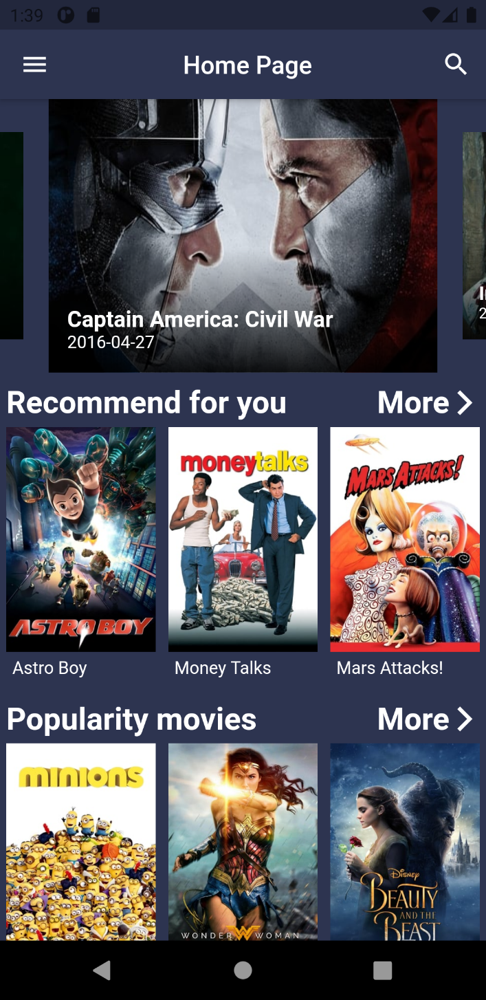 1:39
Home Page
Captain America: Civil War
2016-04-27
2
Recommend for you
More
moneytalks
MARS ATTACKS!
ASTRO BOY
Astro Boy
Money Talks
Mars Attacks!
Popularity movies
More
minions
Disney
BEAUTY
AND THE
BEAST
WONDER WOMAN